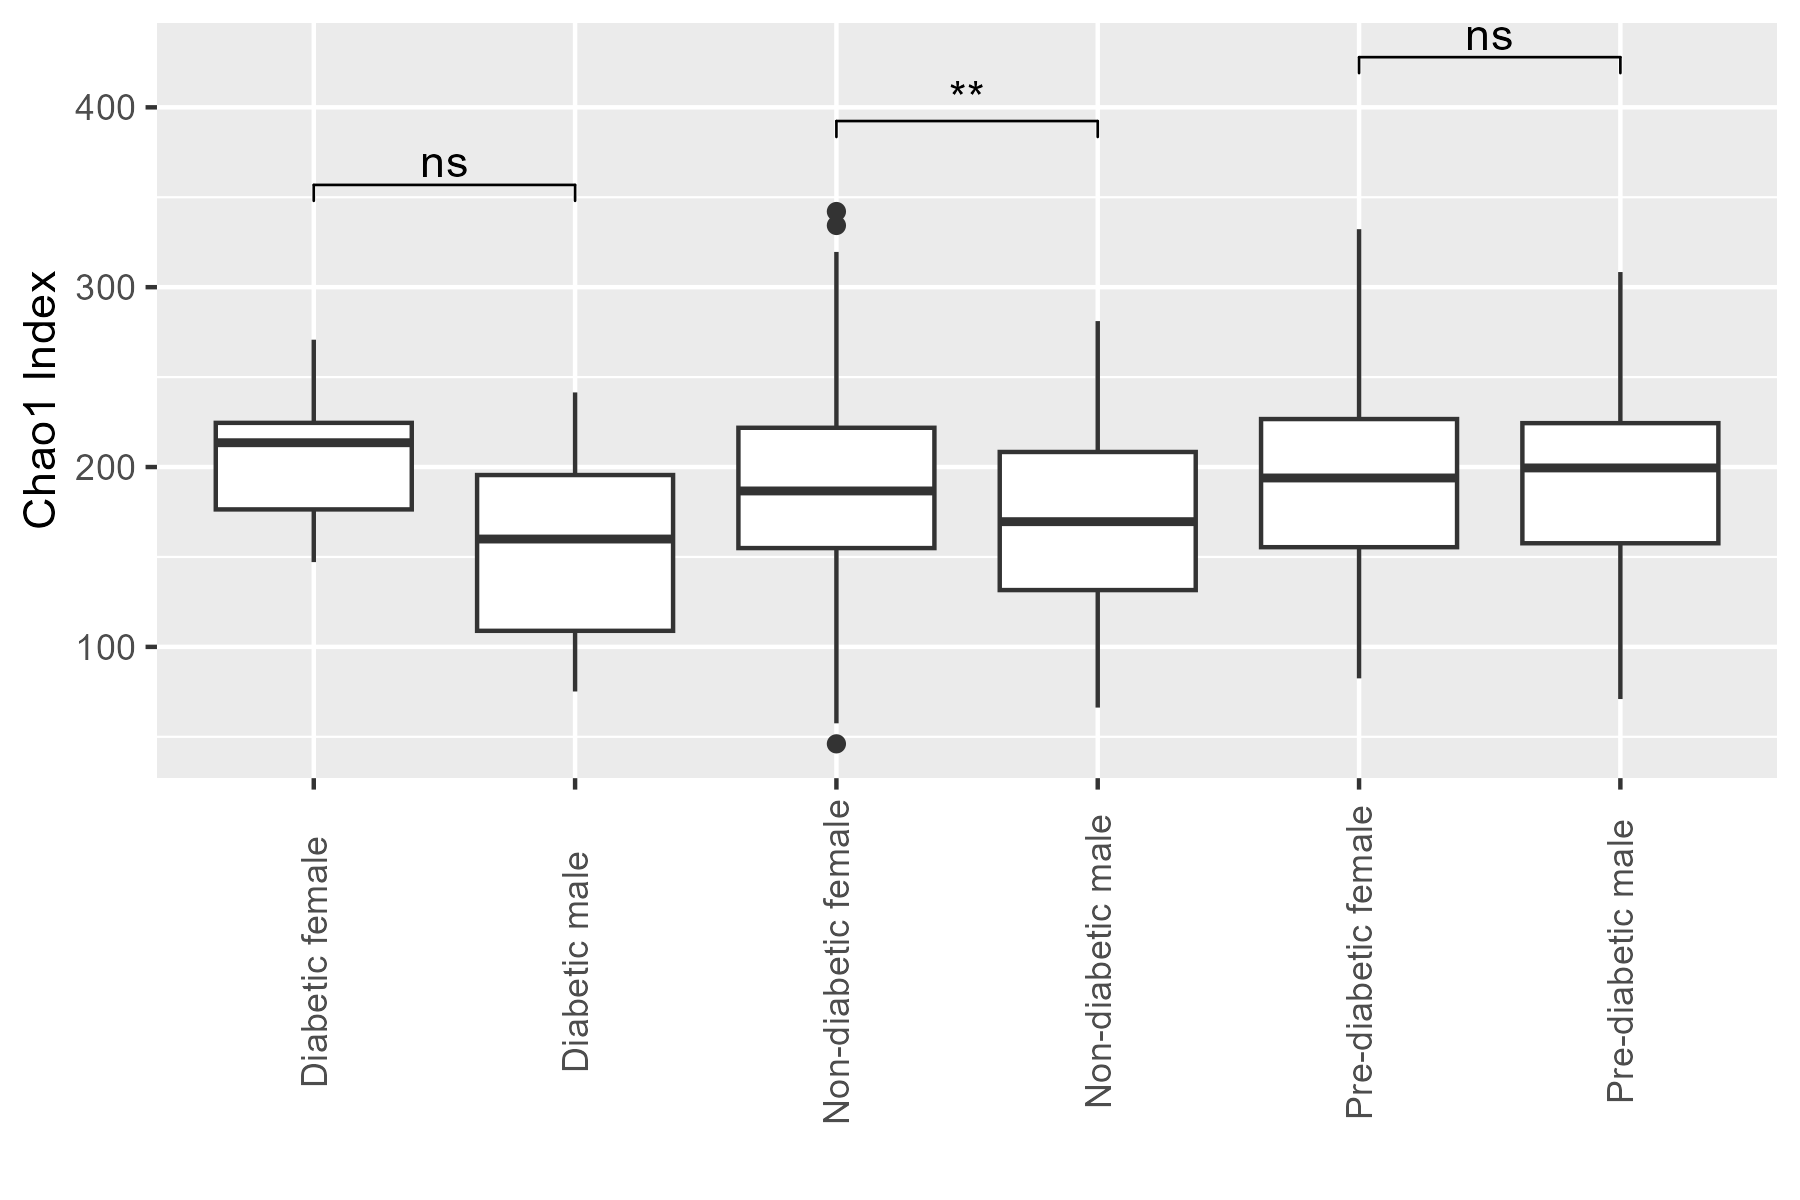 ns
**
ns
400
300
200
100
Chao1 Index
Diabetic female
Diabetic male
Non-diabetic female
Non-diabetic male
Pre-diabetic female
Pre-diabetic male